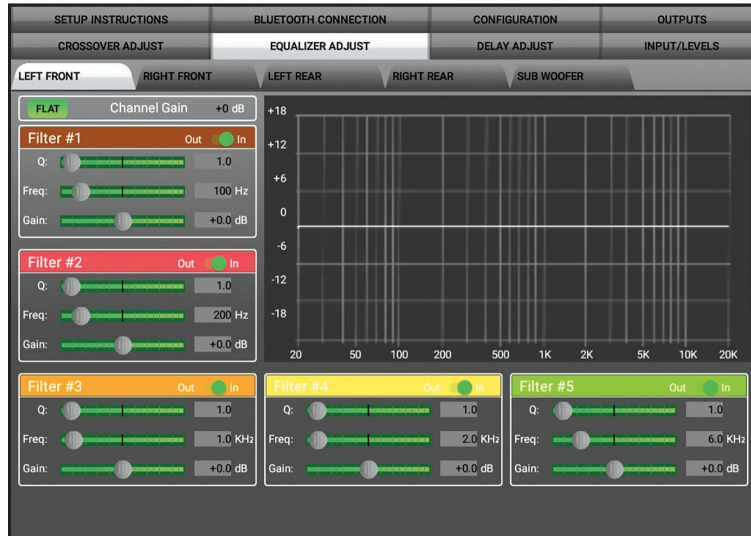 SETUP INSTRUCTIONS BLUETOOTH CONNECTION CONFIGURATION OUTPUTS
CROSSOVER ADJUST EQUALIZER ADJUST DELAY ADJUST INPUT/LEVELS
LEFT FRONT RIGHT FRONT LEFT REAR RIGHT REAR SUB WOOFER
FLAT Channel Gain +0 dB
Filter #1 Out In
Q: 1.0
Freq: 100 Hz
Gain: +0.0 dB
Filter #2 Out In
Q: 1.0
Freq: 200 Hz
Gain: +0.0 dB
+18
+12
+6
0
-6
-12
-18
20 50 100 200 500 1K 2K 5K 10K 20K
Filter #3 Out In
Q: 1.0
Freq: 1.0 KHz
Gain: +0.0 dB
Filter #4 Out In
Q: 1.0
Freq: 2.0 KHz
Gain: +0.0 dB
Filter #5 Out In
Q: 1.0
Freq: 6.0 KHz
Gain: +0.0 dB